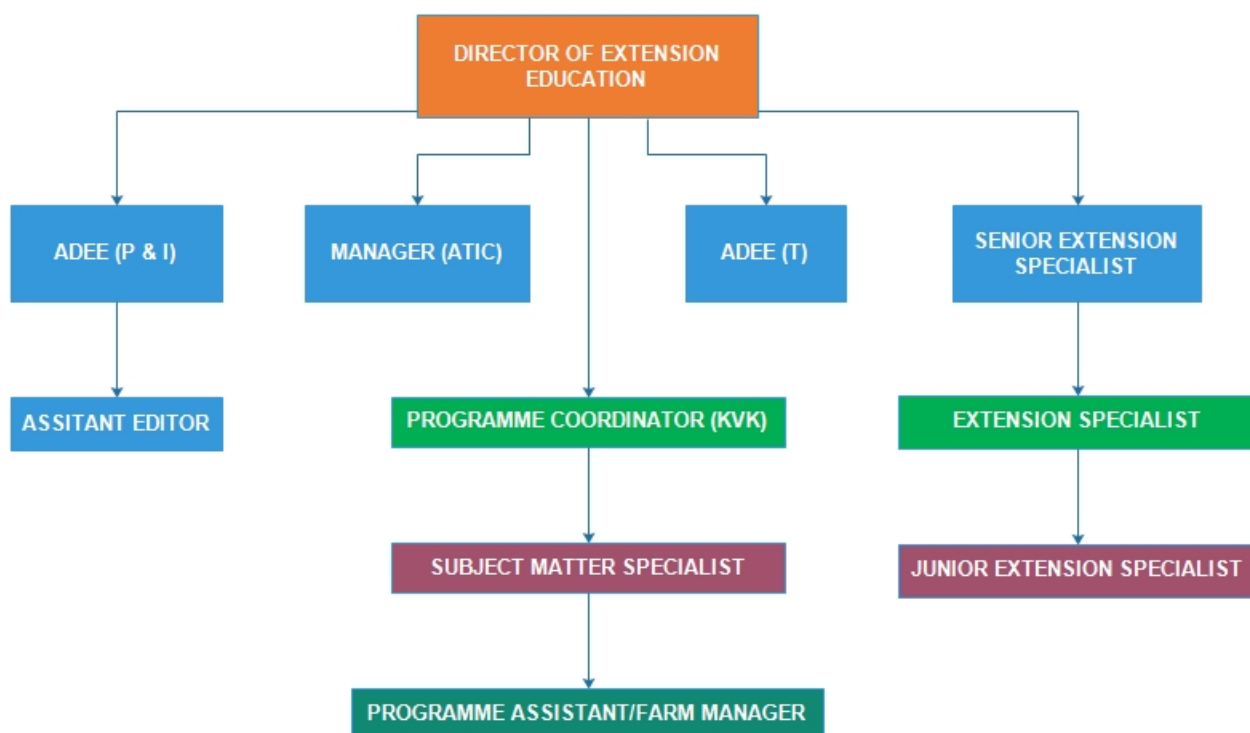 DIRECTOR OF EXTENSION
EDUCATION
ADEE (P & I)
MANAGER (ATIC)
ADEE (T)
SENIOR EXTENSION
SPECIALIST
ASSITANT EDITOR
PROGRAMME COORDINATOR (KVK)
EXTENSION SPECIALIST
SUBJECT MATTER SPECIALIST
JUNIOR EXTENSION SPECIALIST
PROGRAMME ASSISTANT/FARM MANAGER